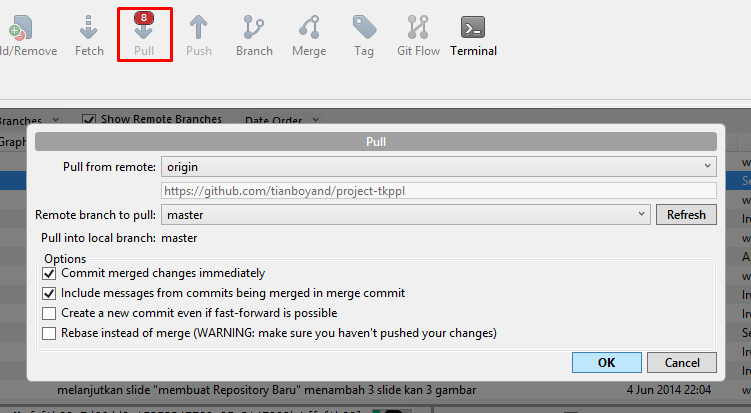 8
ld/Remove Fetch Pull Push Branch Merge Tag Git Flow Terminal
Branches Show Remote Branches Date Order
Graph
Pull
Pull from remote: origin
https://github.com/tianboyand/project-tkppl
Remote branch to pull: master Refresh
Pull into local branch: master
Options
Commit merged changes immediately
Include messages from commits being merged in merge commit
Create a new commit even if fast-forward is possible
Rebase instead of merge (WARNING: make sure you haven't pushed your changes)
OK Cancel
melanjutkan slide "membuat Repository Baru" menambah 3 slide kan 3 gambar 4 Jun 2014 22:04